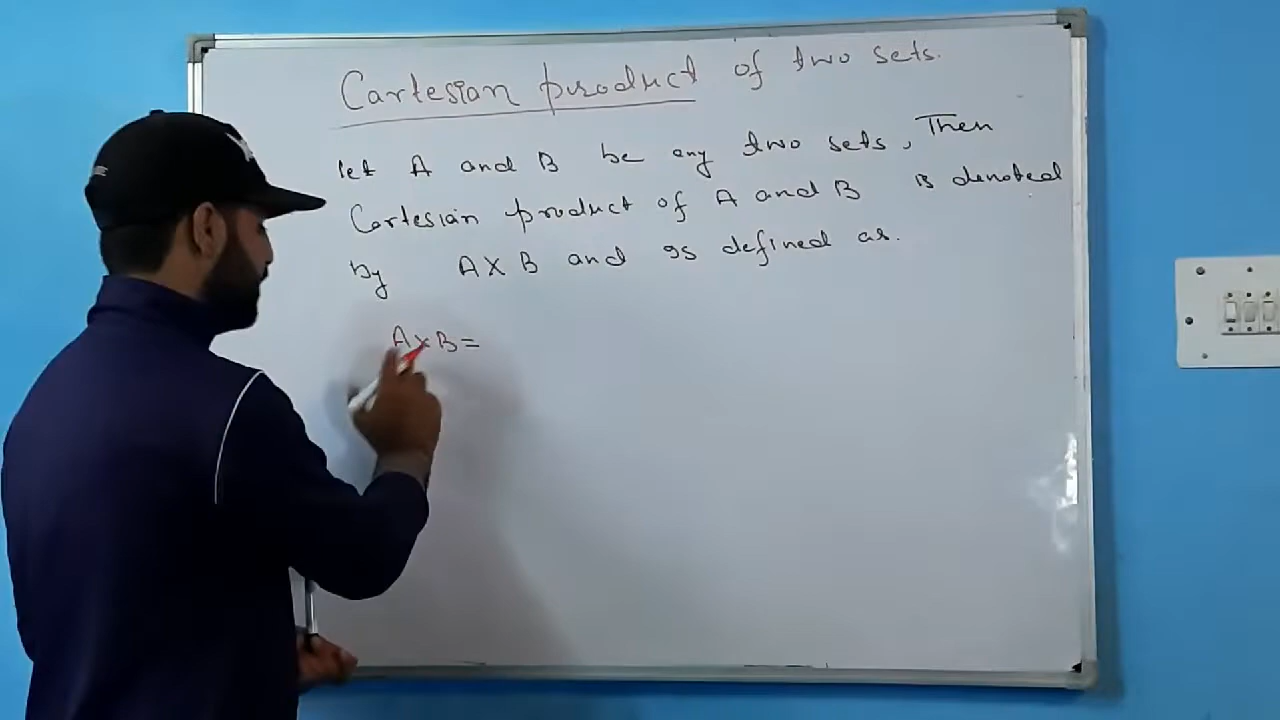 Cartesian product of two sets.
let A and B be any two sets, Then
Cartesian product of A and B is denoted
by A X B and is defined as.
A x B =